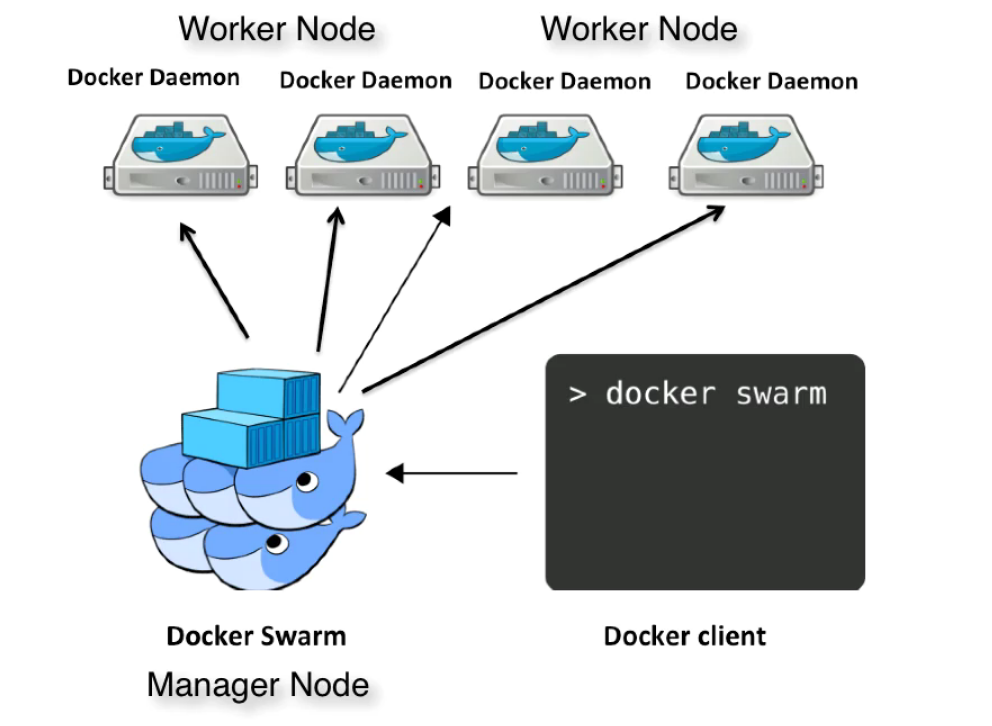 Worker Node
Worker Node
Docker Daemon
Docker Daemon
Docker Daemon
Docker Daemon
> docker swarm
Docker Swarm
Docker client
Manager Node